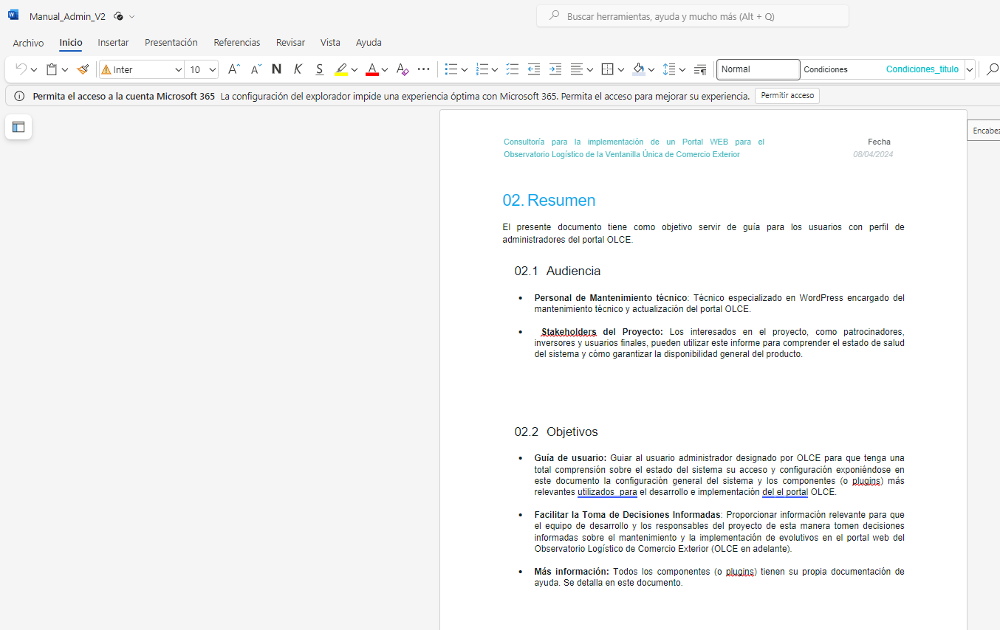 Manual_Admin_V2
Buscar herramientas, ayuda y mucho más (Alt + Q)
Archivo Inicio Insertar Presentación Referencias Revisar Vista Ayuda
Inter 10 N K S A Normal Condiciones Condiciones_titulo
Permita el acceso a la cuenta Microsoft 365 La configuración del explorador impide una experiencia óptima con Microsoft 365. Permita el acceso para mejorar su experiencia. Permitir acceso
Consultoría para la implementación de un Portal WEB para el
Observatorio Logístico de la Ventanilla Única de Comercio Exterior
Fecha
08/04/2024
Encabez
02. Resumen
El presente documento tiene como objetivo servir de guía para los usuarios con perfil de
administradores del portal OLCE.
02.1 Audiencia
• Personal de Mantenimiento técnico: Técnico especializado en WordPress encargado del
mantenimiento técnico y actualización del portal OLCE.
• Stakeholders del Proyecto: Los interesados en el proyecto, como patrocinadores,
inversores y usuarios finales, pueden utilizar este informe para comprender el estado de salud
del sistema y cómo garantizar la disponibilidad general del producto.
02.2 Objetivos
• Guía de usuario: Guiar al usuario administrador designado por OLCE para que tenga una
total comprensión sobre el estado del sistema su acceso y configuración exponiéndose en
este documento la configuración general del sistema y los componentes (o plugins) más
relevantes utilizados  para el desarrollo e implementación del el portal OLCE.
• Facilitar la Toma de Decisiones Informadas: Proporcionar información relevante para que
el equipo de desarrollo y los responsables del proyecto de esta manera tomen decisiones
informadas sobre el mantenimiento y la implementación de evolutivos en el portal web del
Observatorio Logístico de Comercio Exterior (OLCE en adelante).
• Más información: Todos los componentes (o plugins) tienen su propia documentación de
ayuda. Se detalla en este documento.